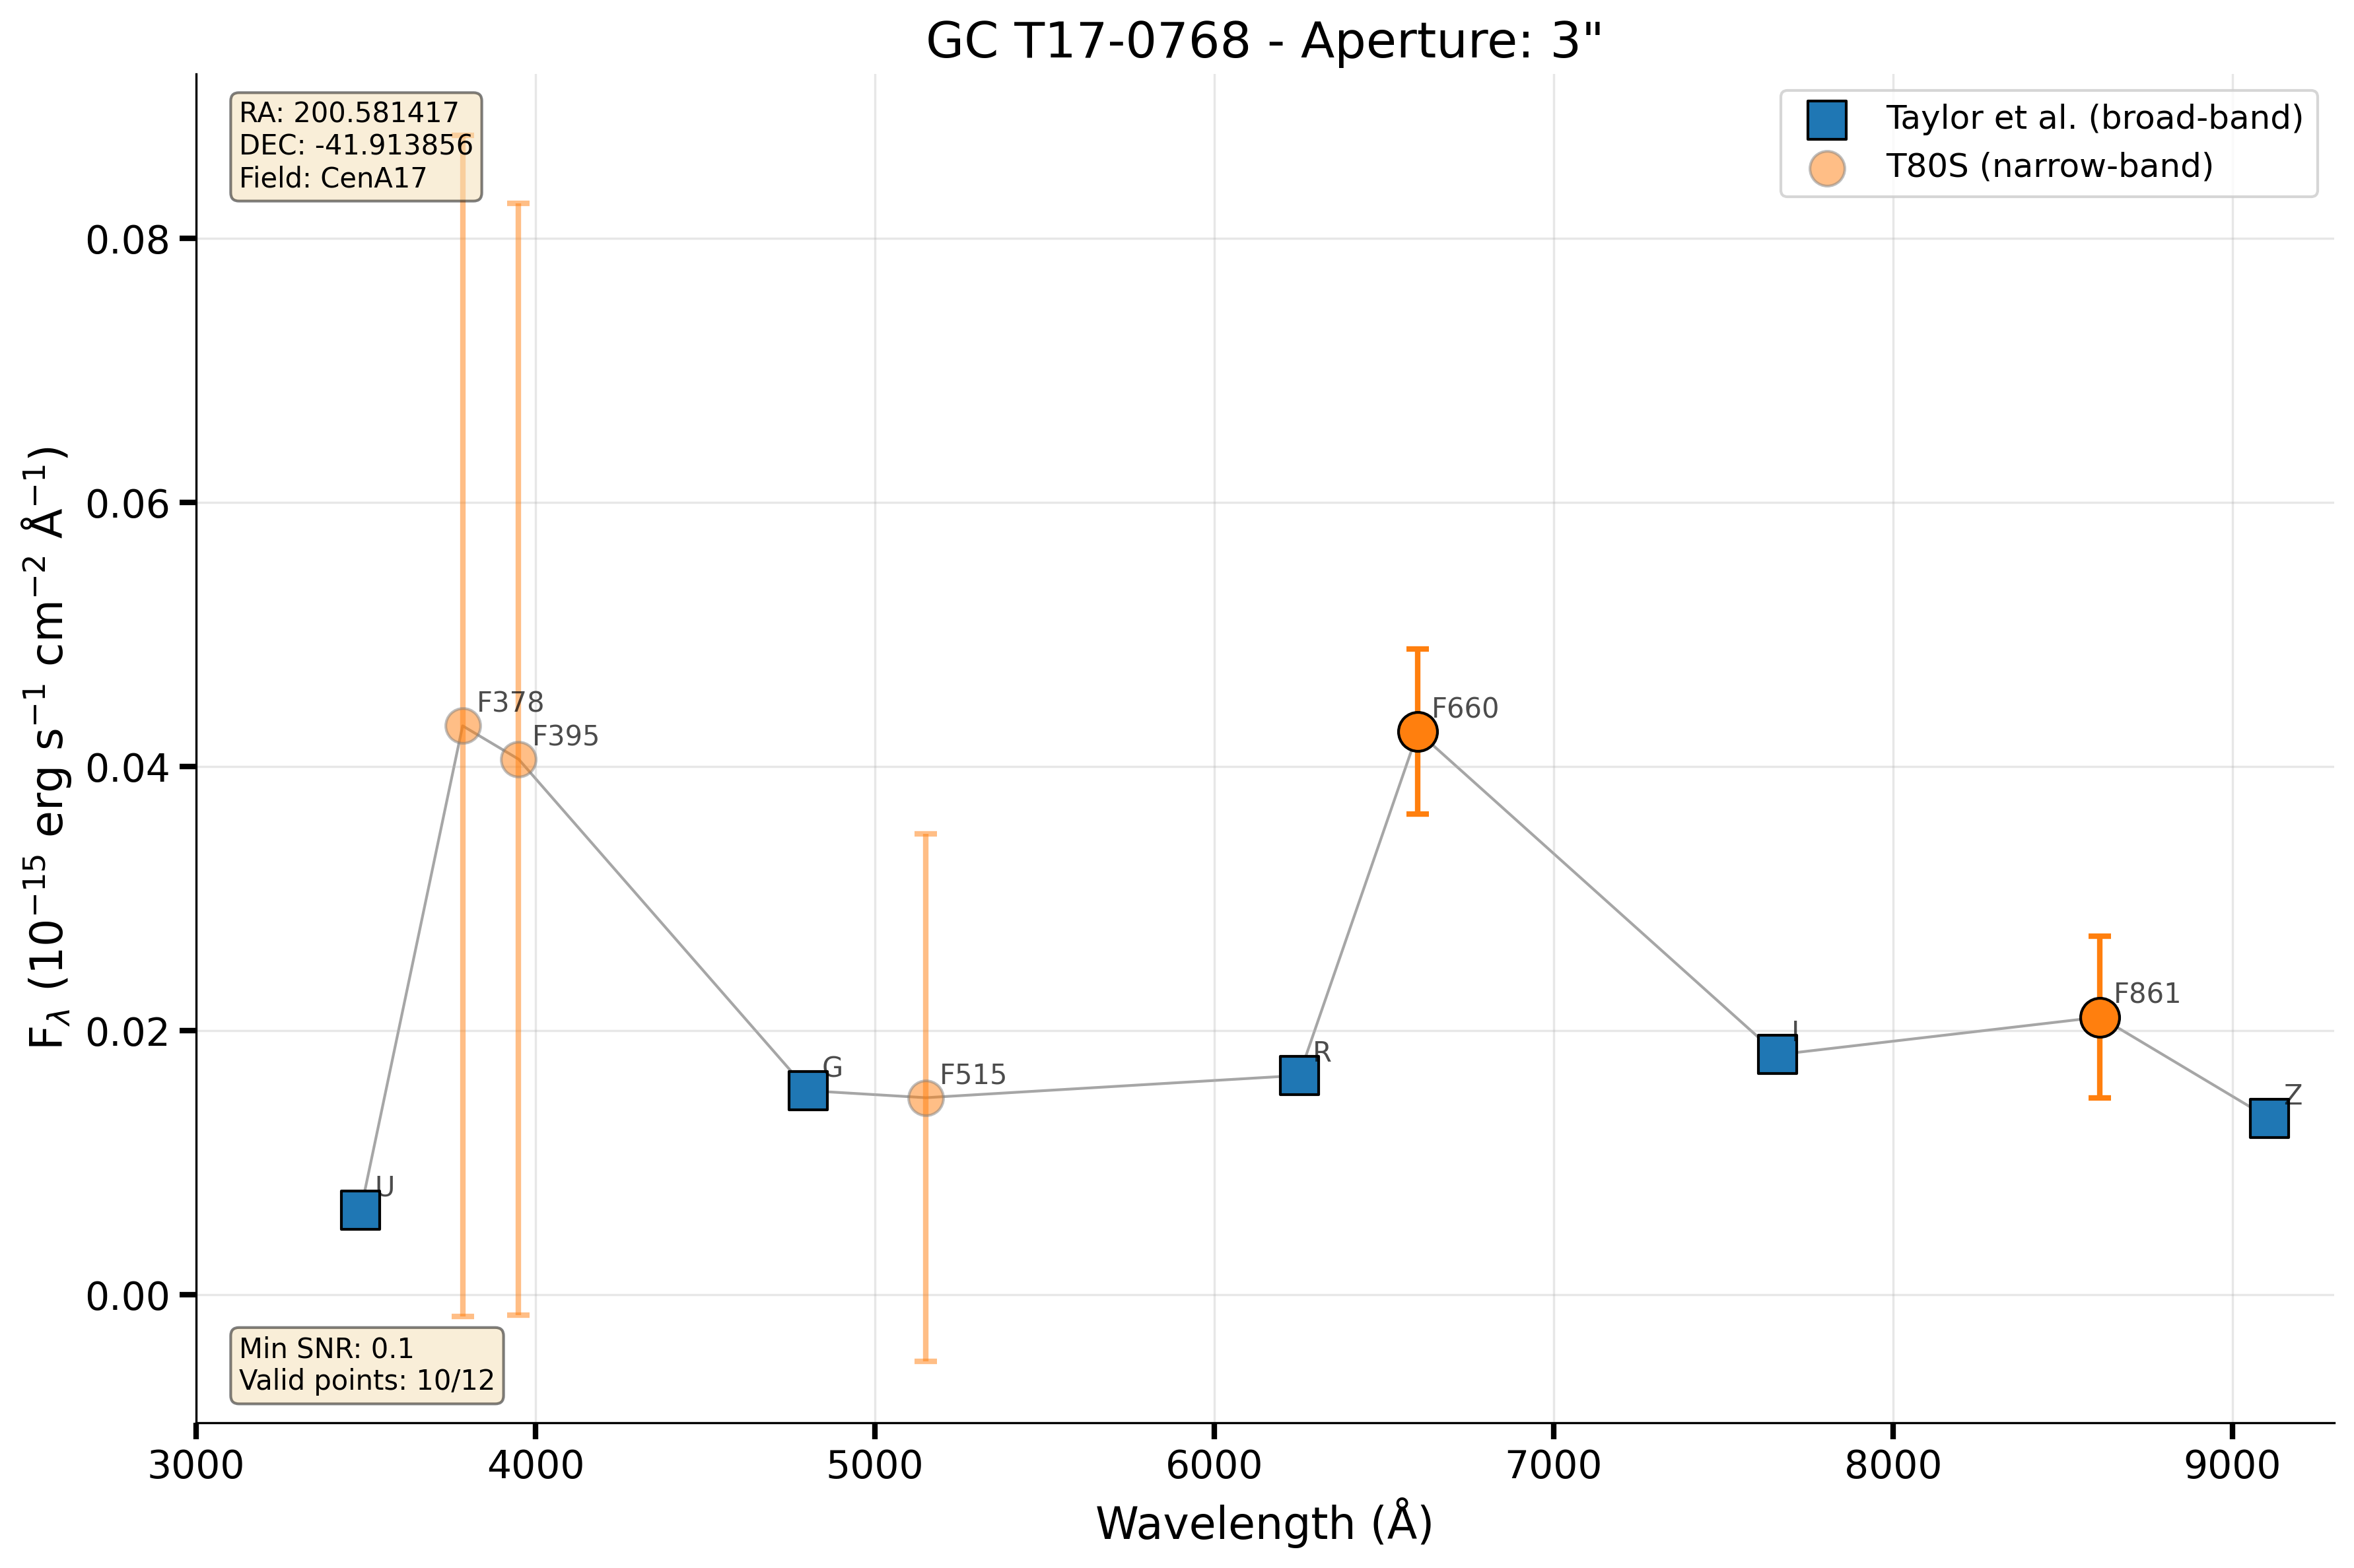 GC T17-0768 - Aperture: 3"
RA: 200.581417
DEC: -41.913856
Field: CenA17
Taylor et al. (broad-band)
T80S (narrow-band)
F378
F395
F660
F861
F515
U
G
R
I
Z
Min SNR: 0.1
Valid points: 10/12
0.08
0.06
0.04
0.02
0.00
3000 4000 5000 6000 7000 8000 9000
Wavelength (Å)
Fλ (10⁻¹⁵ erg s⁻¹ cm⁻² Å⁻¹)